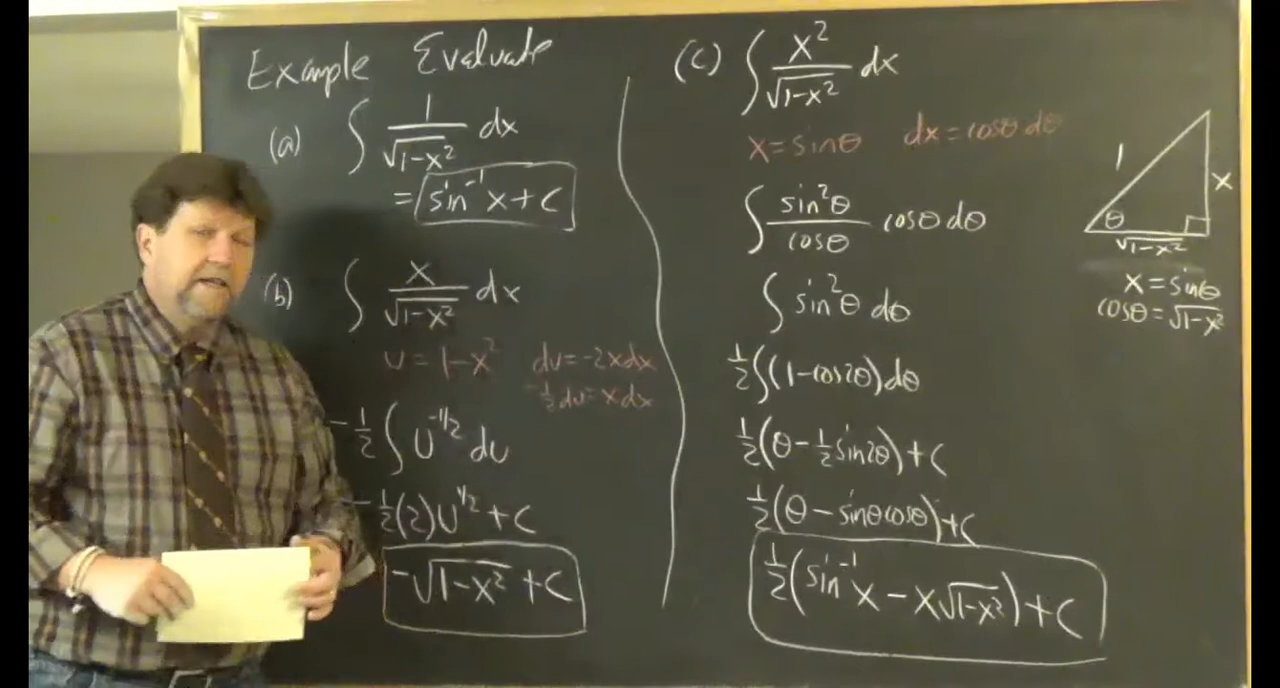 Example Evaluate
(a) ∫ 1/√(1-x²) dx
= sin⁻¹ x + C
(b) ∫ x/√(1-x²) dx
u = 1-x² du = -2xdx
-½ du = x dx
-½ ∫ u^(-1/2) du
-½(2)u^(1/2) + C
-√(1-x²) + C
(c) ∫ x²/√(1-x²) dx
x = sinθ dx = cosθ dθ
∫ sin²θ/cosθ cosθ dθ
∫ sin²θ dθ
½∫(1-cos2θ)dθ
½(θ-½sin2θ)+C
½(θ-sinθcosθ)+C
½(sin⁻¹x - x√(1-x²))+C
1
x
θ
√(1-x²)
x = sinθ
cosθ = √(1-x²)